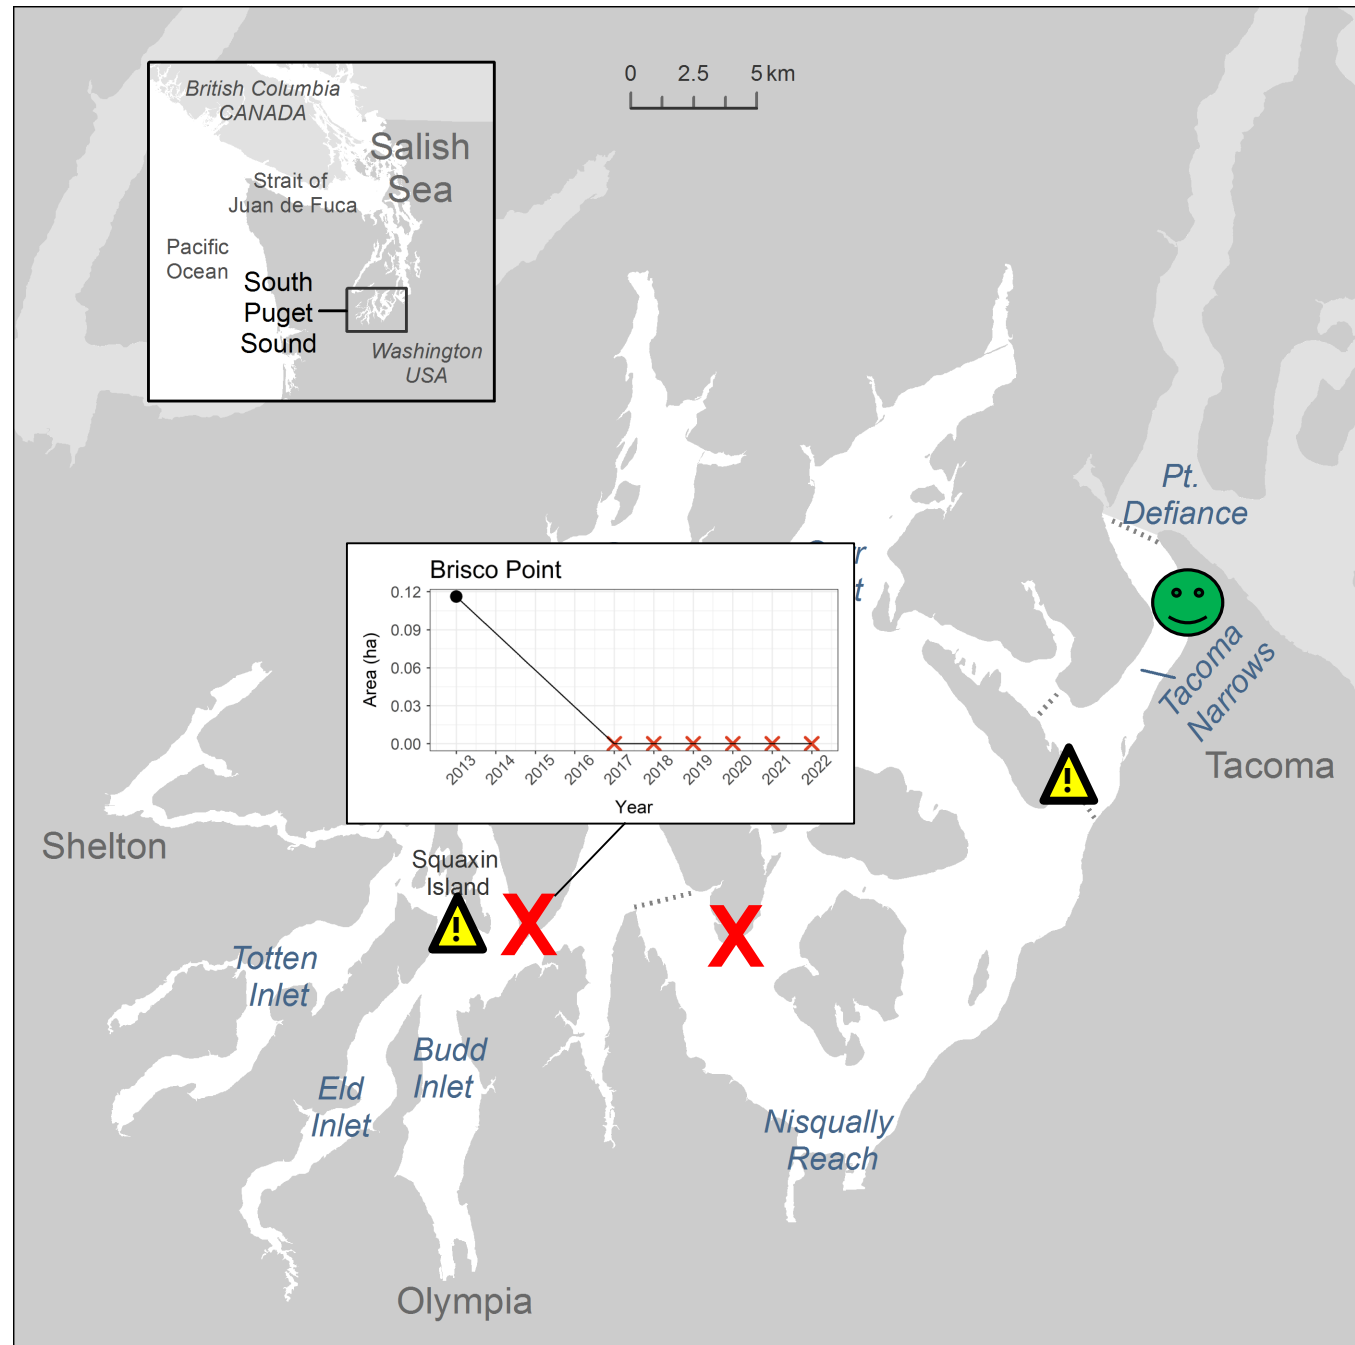 0 2.5 5 km
British Columbia
CANADA
Salish
Sea
Strait of
Juan de Fuca
Pacific
Ocean
South
Puget
Sound
Washington
USA
Pt.
Defiance
Tacoma
Narrows
Tacoma
Brisco Point
Area (ha)
0.12
0.09
0.06
0.03
0.00
2013 2014 2015 2016 2017 2018 2019 2020 2021 2022
Year
Shelton
Squaxin
Island
!
!
X
X
Totten
Inlet
Eld
Inlet
Budd
Inlet
Nisqually
Reach
Olympia